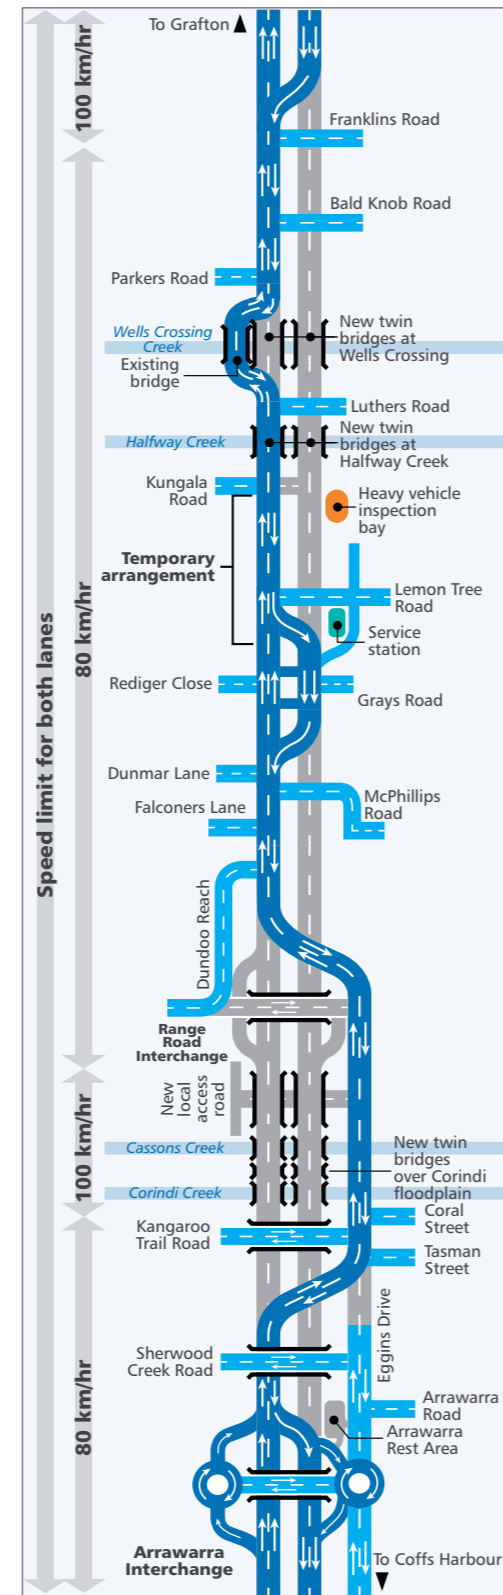 To Grafton
100 km/hr
Franklins Road
Bald Knob Road
Parkers Road
Wells Crossing
Creek
Existing
bridge
New twin
bridges at
Wells Crossing
Luthers Road
Halfway Creek
New twin
bridges at
Halfway Creek
Kungala
Road
Heavy vehicle
inspection
bay
Temporary
arrangement
Lemon Tree
Road
Service
station
80 km/hr
Speed limit for both lanes
Rediger Close
Grays Road
Dunmar Lane
McPhillips
Road
Falconers Lane
Dundoo Reach
Range
Road
Interchange
New
local
access
road
100 km/hr
Cassons Creek
New twin
bridges
over Corindi
floodplain
Corindi Creek
Coral
Street
Kangaroo
Trail Road
Tasman
Street
Eggins Drive
Sherwood
Creek Road
80 km/hr
Arrawarra
Road
Arrawarra
Rest Area
Arrawarra
Interchange
To Coffs Harbour